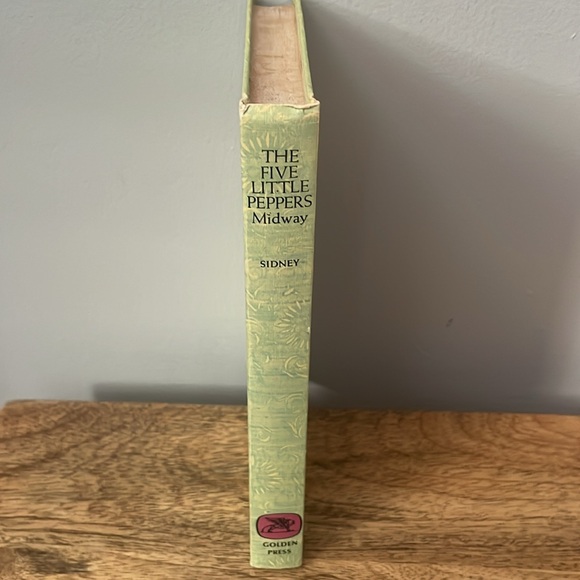 THE
FIVE
LITTLE
PEPPERS
Midway
SIDNEY
GOLDEN
PRESS